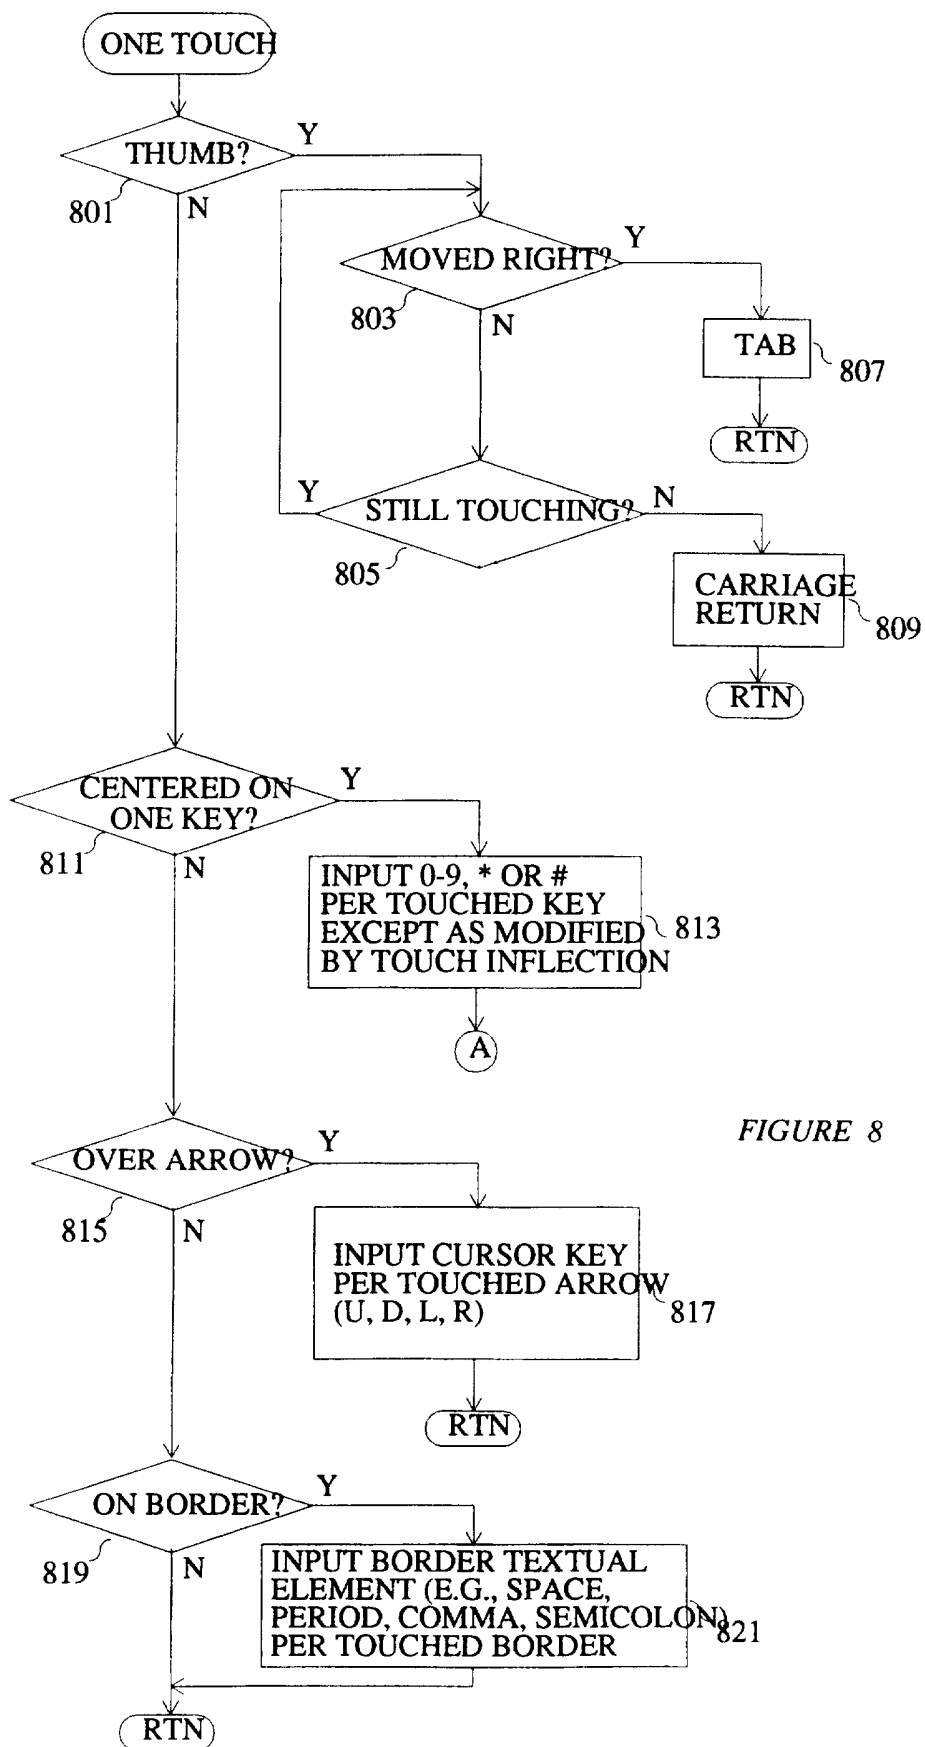 ONE TOUCH
THUMB?
Y
801
N
MOVED RIGHT?
Y
803
N
TAB
807
RTN
Y
STILL TOUCHING?
N
805
CARRIAGE
RETURN
809
RTN
CENTERED ON
ONE KEY?
Y
811
N
INPUT 0-9, * OR #
PER TOUCHED KEY
EXCEPT AS MODIFIED
BY TOUCH INFLECTION
813
A
FIGURE 8
OVER ARROW?
Y
815
N
INPUT CURSOR KEY
PER TOUCHED ARROW
(U, D, L, R)
817
RTN
ON BORDER?
Y
819
N
INPUT BORDER TEXTUAL
ELEMENT (E.G., SPACE,
PERIOD, COMMA, SEMICOLON)
PER TOUCHED BORDER
821
RTN